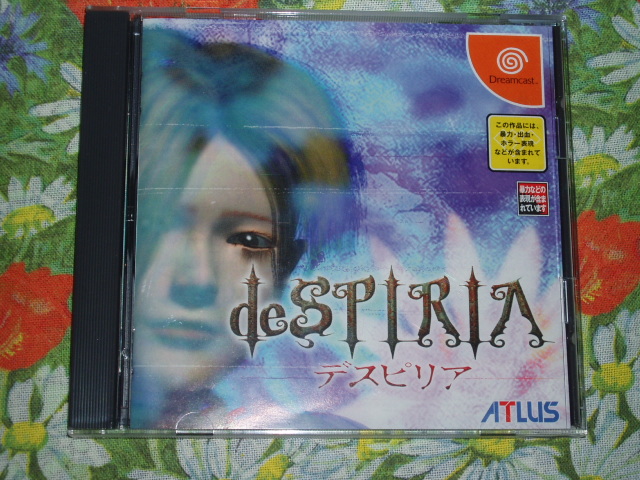 Dreamcast
この作品には、
暴力・出血・
ホラー表現
などが含まれて
います。
暴力などの
表現が含ま
れています
deSPIRIA
デスピリア
ATLUS